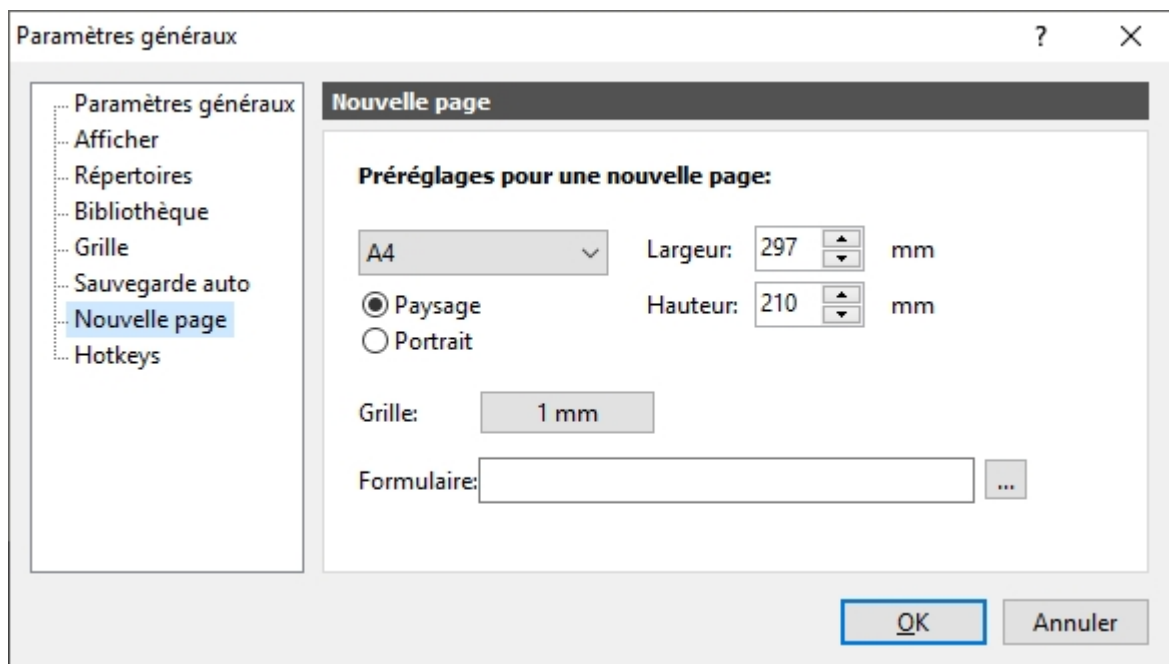 Paramètres généraux ?
Paramètres généraux
Afficher
Répertoires
Bibliothèque
Grille
Sauvegarde auto
Nouvelle page
Hotkeys
Nouvelle page
Préréglages pour une nouvelle page:
A4
Largeur: 297 mm
Paysage
Hauteur: 210 mm
Portrait
Grille: 1 mm
Formulaire: ...
OK Annuler